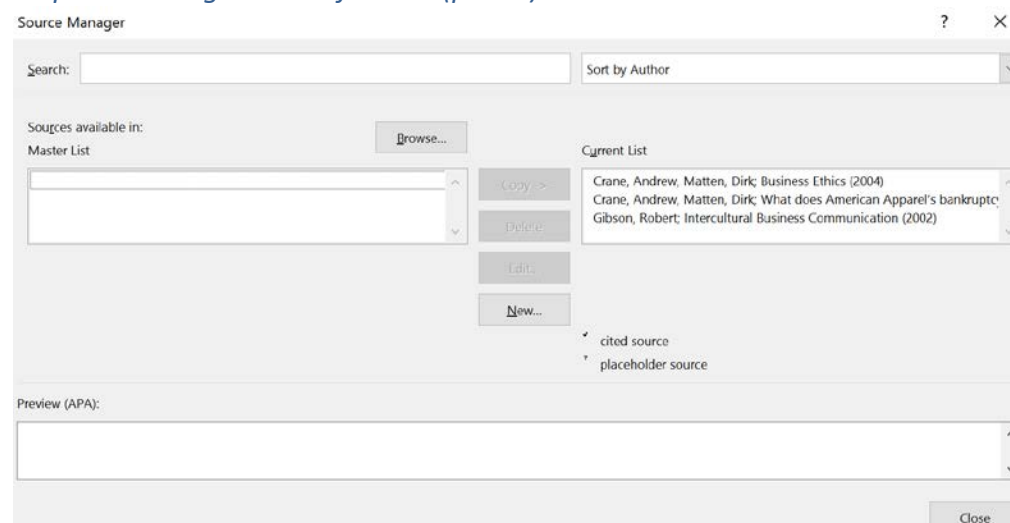 Source Manager ?
Search: Sort by Author
Sources available in:
Master List
Browse...
Current List
Copy ->
Delete
Edit...
New...
Crane, Andrew, Matten, Dirk; Business Ethics (2004)
Crane, Andrew, Matten, Dirk; What does American Apparel's bankruptcy
Gibson, Robert; Intercultural Business Communication (2002)
cited source
? placeholder source
Preview (APA):
Close